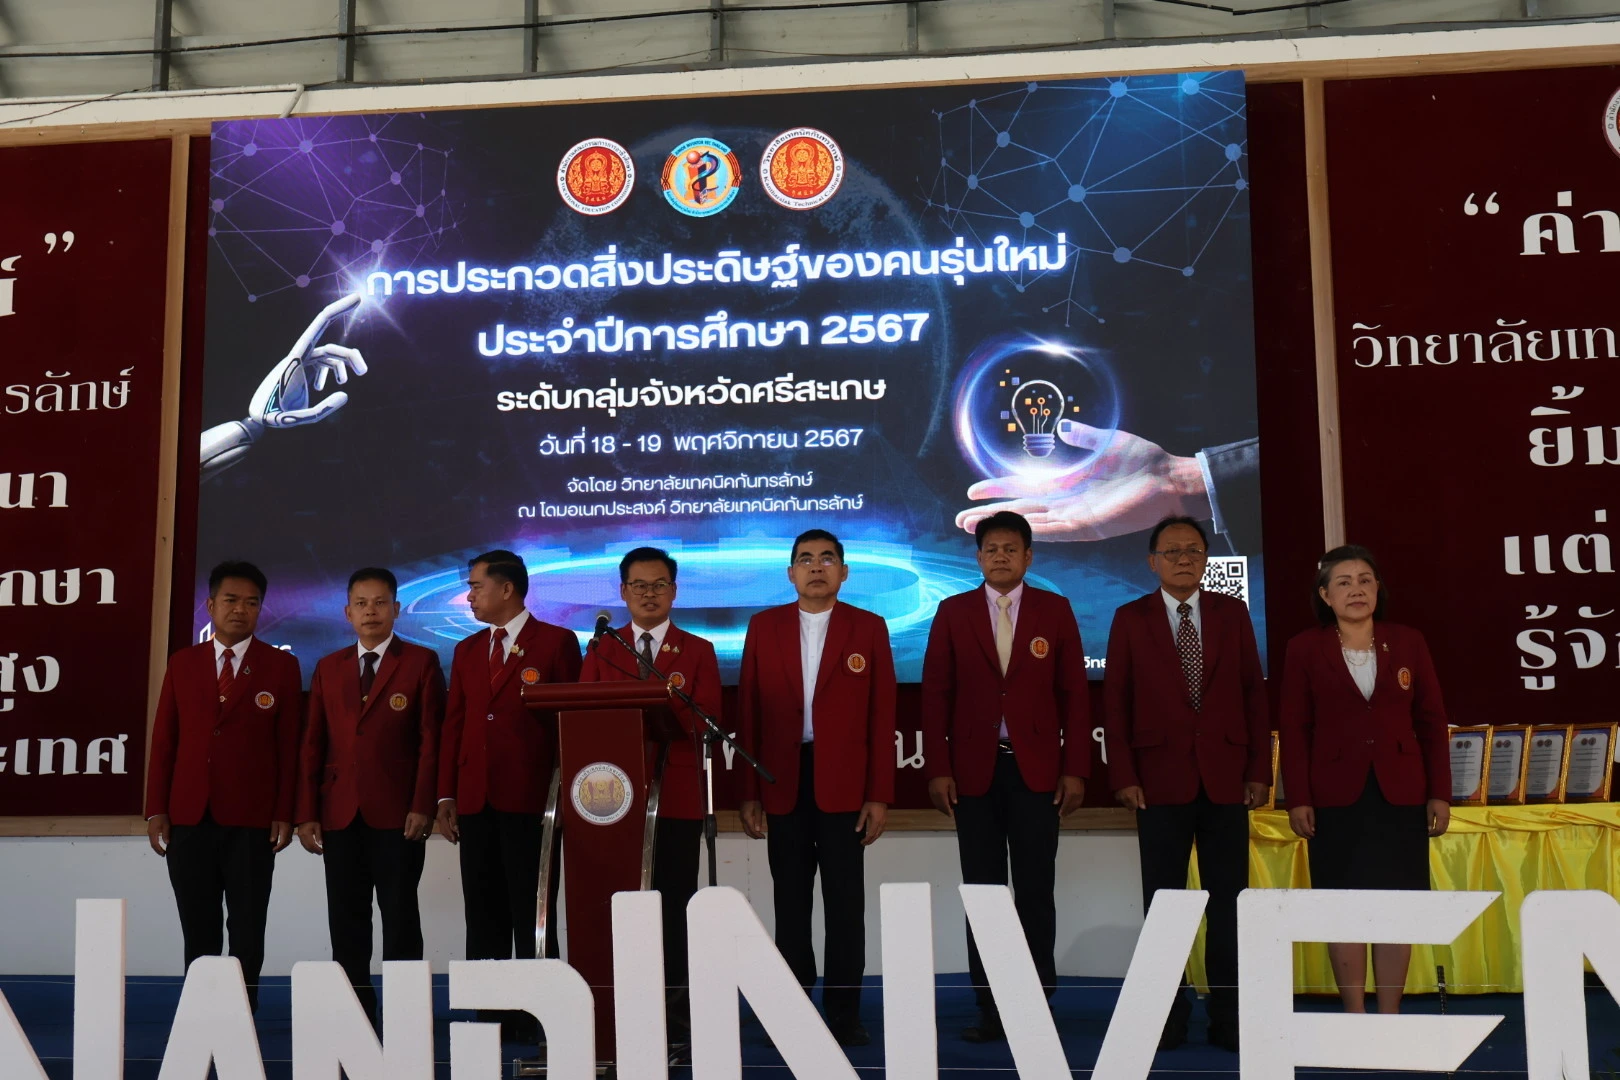 การประกวดสิ่งประดิษฐ์ของคนรุ่นใหม่
ประจำปีการศึกษา 2567
ระดับกลุ่มจังหวัดศรีสะเกษ
วันที่ 18 - 19 พฤศจิกายน 2567
จัดโดย วิทยาลัยเทคนิคกันทรลักษ์
ณ โดมอเนกประสงค์ วิทยาลัยเทคนิคกันทรลักษ์
”
รลักษ์
นา
กษา
สูง
ะเทศ
“ ค่า
วิทยาลัยเท
ยิ้ม
แต่
รู้จั
AND INVEN